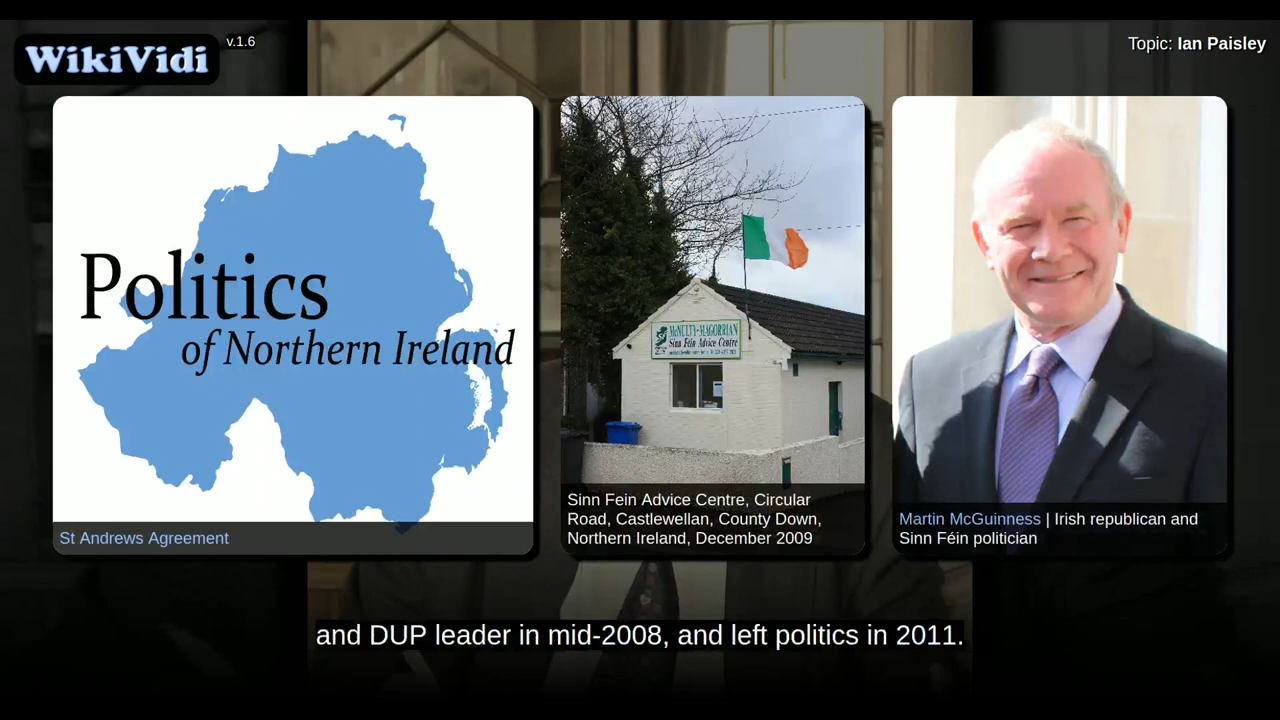 WikiVidi
v.1.6
Topic: Ian Paisley
Politics
of Northern Ireland
McNULTY-MAGORRIAN
Sinn Fein Advice Centre
St Andrews Agreement
Sinn Fein Advice Centre, Circular
Road, Castlewellan, County Down,
Northern Ireland, December 2009
Martin McGuinness | Irish republican and
Sinn Féin politician
and DUP leader in mid-2008, and left politics in 2011.